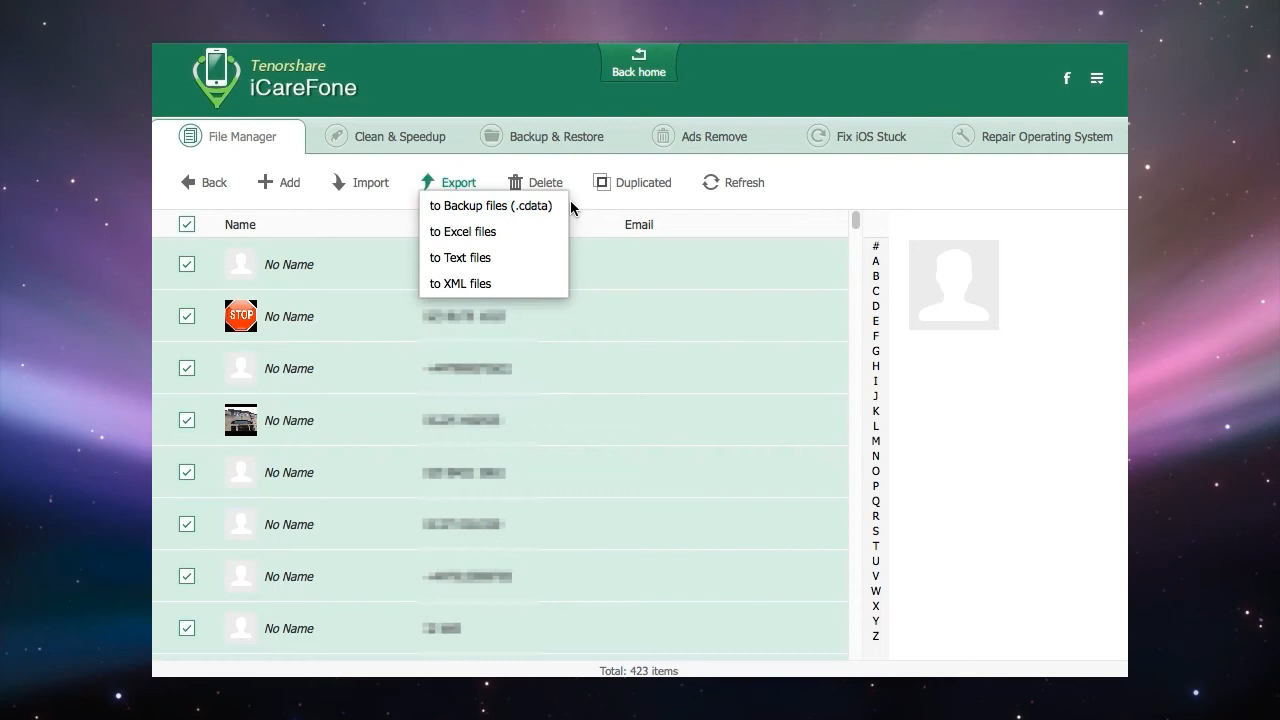 Tenorshare
iCareFone
Back home
f
File Manager
Clean & Speedup
Backup & Restore
Ads Remove
Fix iOS Stuck
Repair Operating System
Back
Add
Import
Export
Delete
Duplicated
Refresh
to Backup files (.cdata)
to Excel files
to Text files
to XML files
Name
Email
No Name
STOP
No Name
No Name
No Name
No Name
No Name
No Name
No Name
#
A
B
C
D
E
F
G
H
I
J
K
L
M
N
O
P
Q
R
S
T
U
V
W
X
Y
Z
Total: 423 items